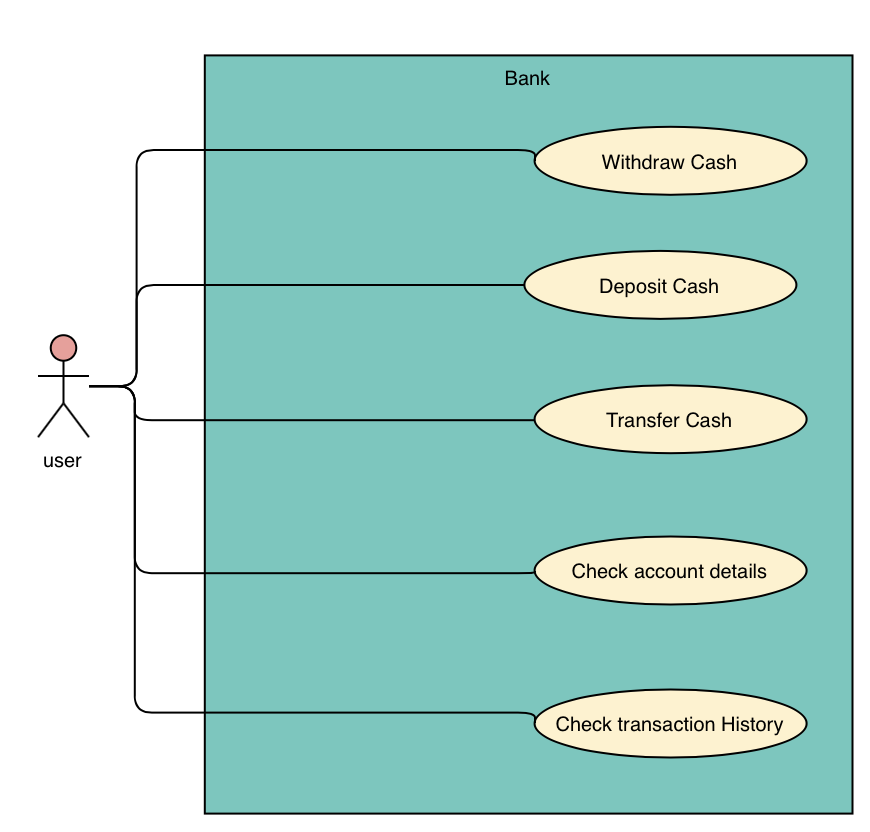 Bank
Withdraw Cash
Deposit Cash
Transfer Cash
user
Check account details
Check transaction History